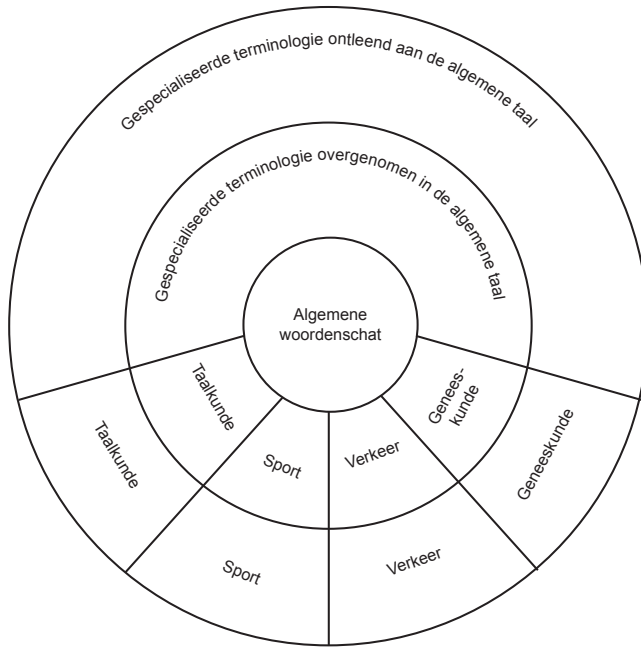 Gespecialiseerde terminologie ontleend aan de algemene taal
Gespecialiseerde terminologie overgenomen in de algemene taal
Algemene
woordenschat
Taalkunde
Sport
Verkeer
Genees-
kunde
Taalkunde
Sport
Verkeer
Geneeskunde